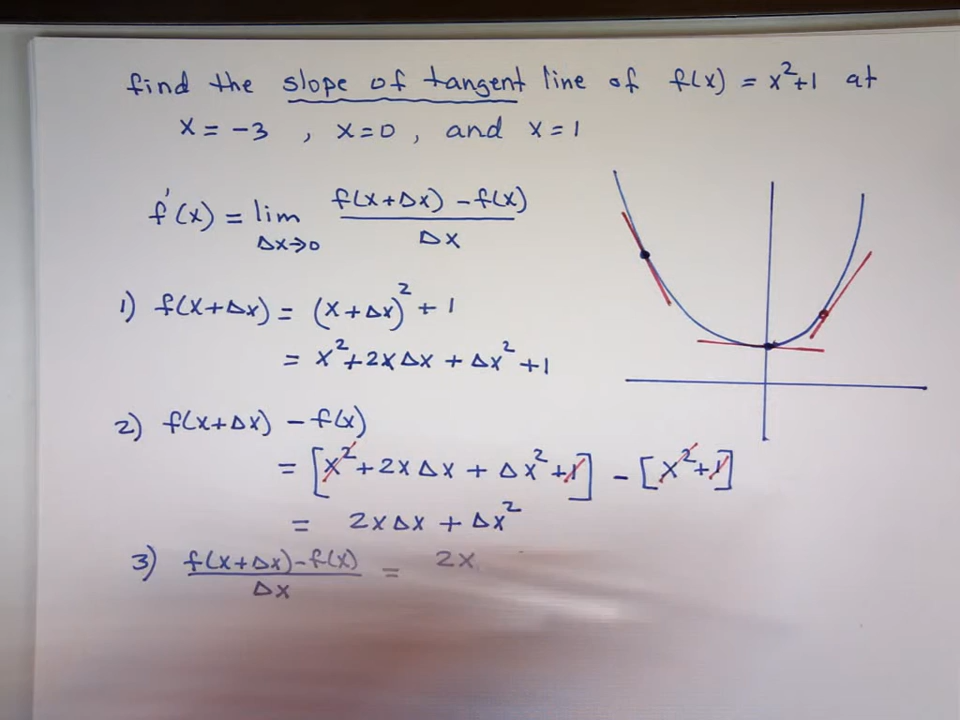 find the slope of tangent line of f(x) = x²+1 at
x = -3 , x=0 , and x=1
f'(x) = lim Δx→0 f(x+Δx) - f(x) / Δx
1) f(x+Δx) = (x+Δx)² + 1
= x²+2xΔx + Δx² +1
2) f(x+Δx) - f(x)
= [x²+2xΔx + Δx²+1] - [x²+1]
= 2xΔx + Δx²
3) f(x+Δx)-f(x) / Δx = 2x